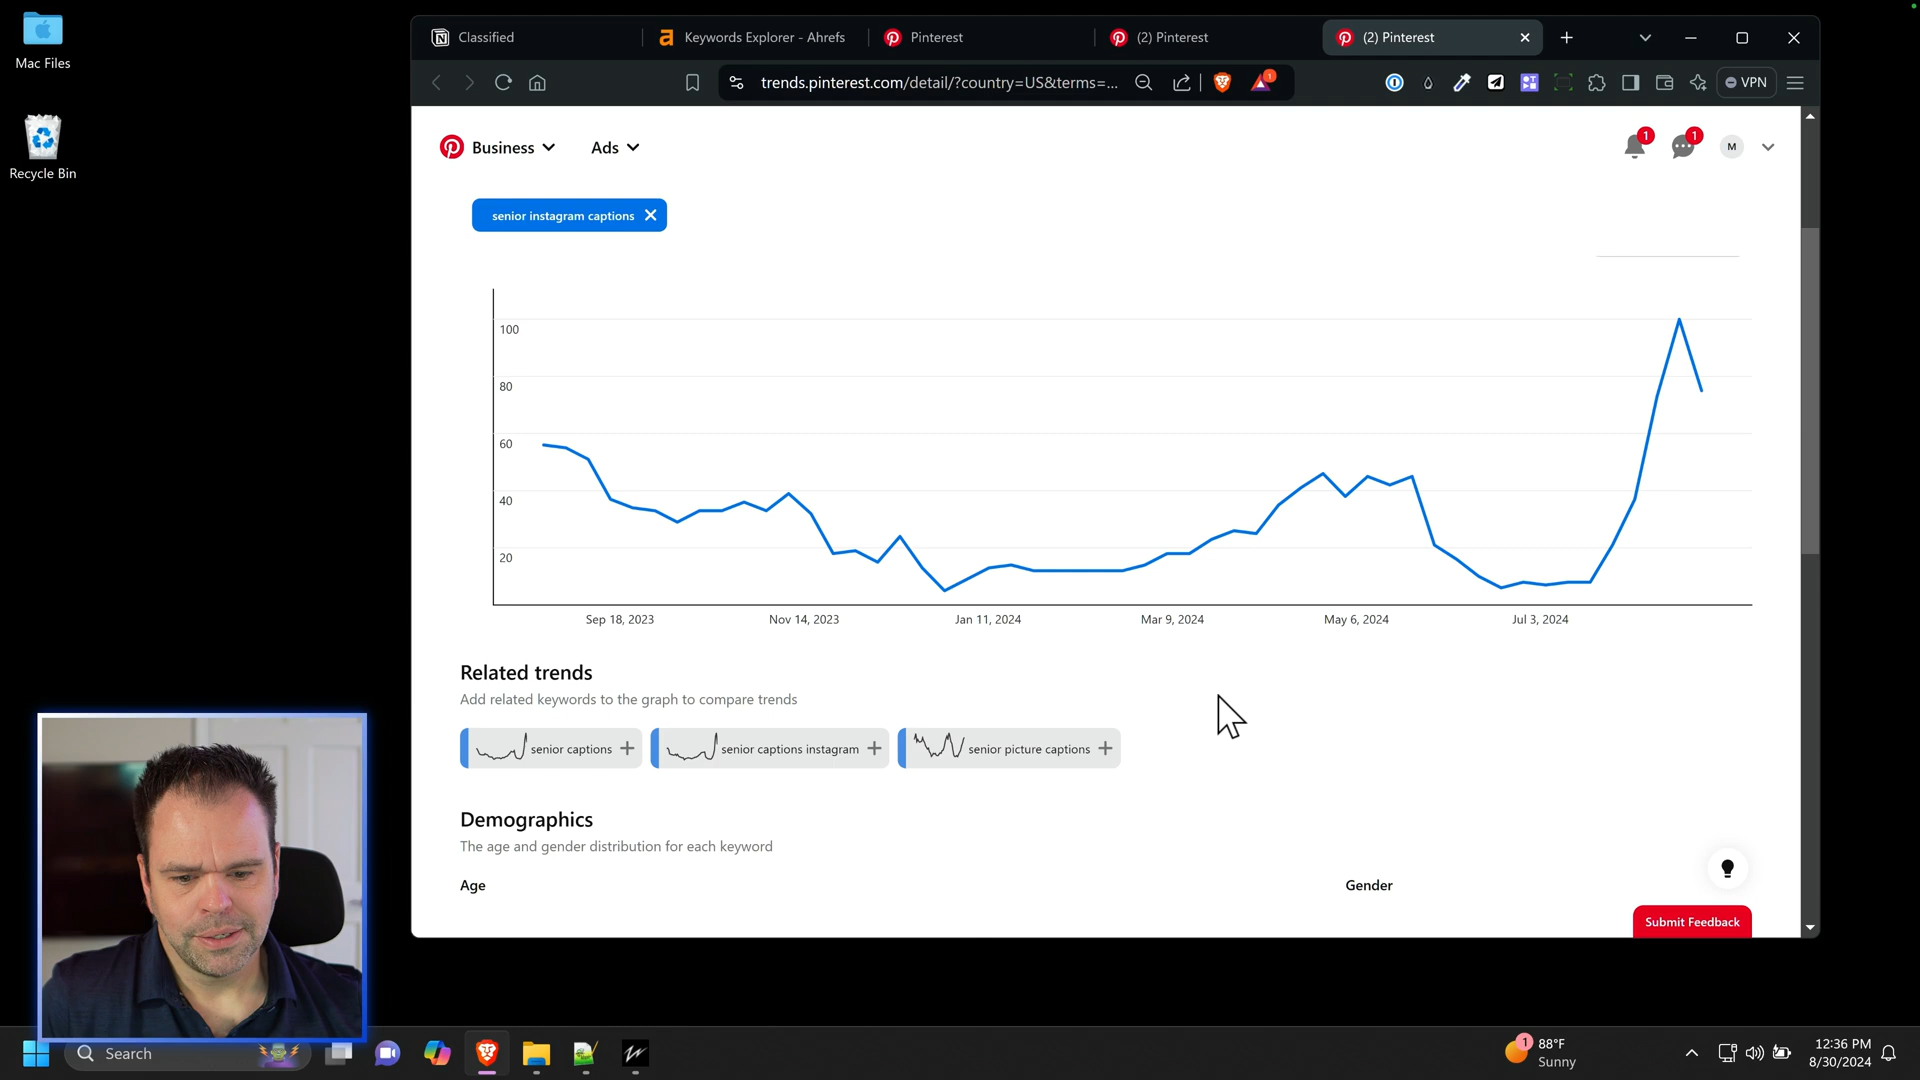 Mac Files
Recycle Bin
Classified
Keywords Explorer - Ahrefs
Pinterest
(2) Pinterest
(2) Pinterest
trends.pinterest.com/detail/?country=US&terms=...
1
VPN
Business
Ads
1
1
M
senior instagram captions
100
80
60
40
20
Sep 18, 2023
Nov 14, 2023
Jan 11, 2024
Mar 9, 2024
May 6, 2024
Jul 3, 2024
Related trends
Add related keywords to the graph to compare trends
senior captions
senior captions instagram
senior picture captions
Demographics
The age and gender distribution for each keyword
Age
Gender
Submit Feedback
Search
1
88°F
Sunny
12:36 PM
8/30/2024